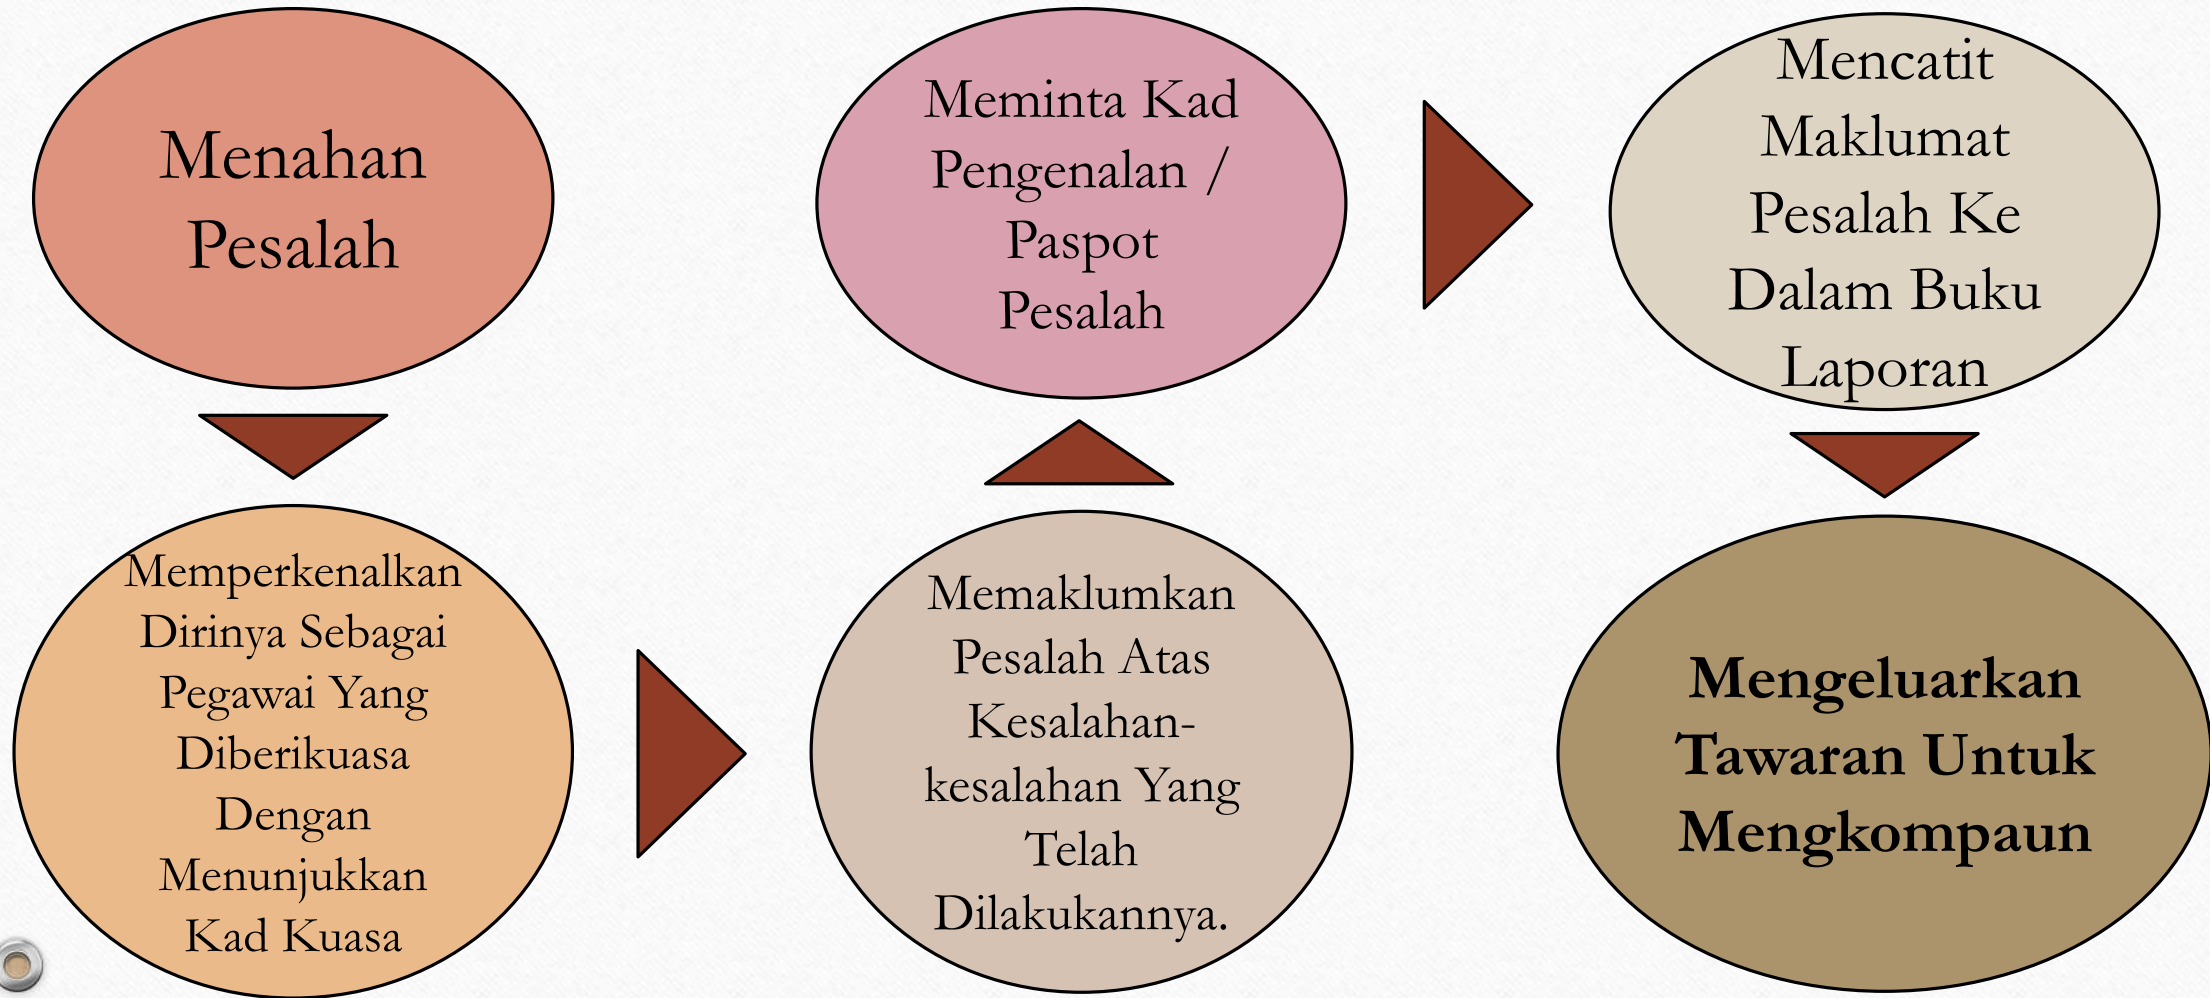 Menahan
Pesalah
Memperkenalkan
Dirinya Sebagai
Pegawai Yang
Diberikuasa
Dengan
Menunjukkan
Kad Kuasa
Memaklumkan
Pesalah Atas
Kesalahan-
kesalahan Yang
Telah
Dilakukannya.
Meminta Kad
Pengenalan /
Paspot
Pesalah
Mencatit
Maklumat
Pesalah Ke
Dalam Buku
Laporan
Mengeluarkan
Tawaran Untuk
Mengkompaun